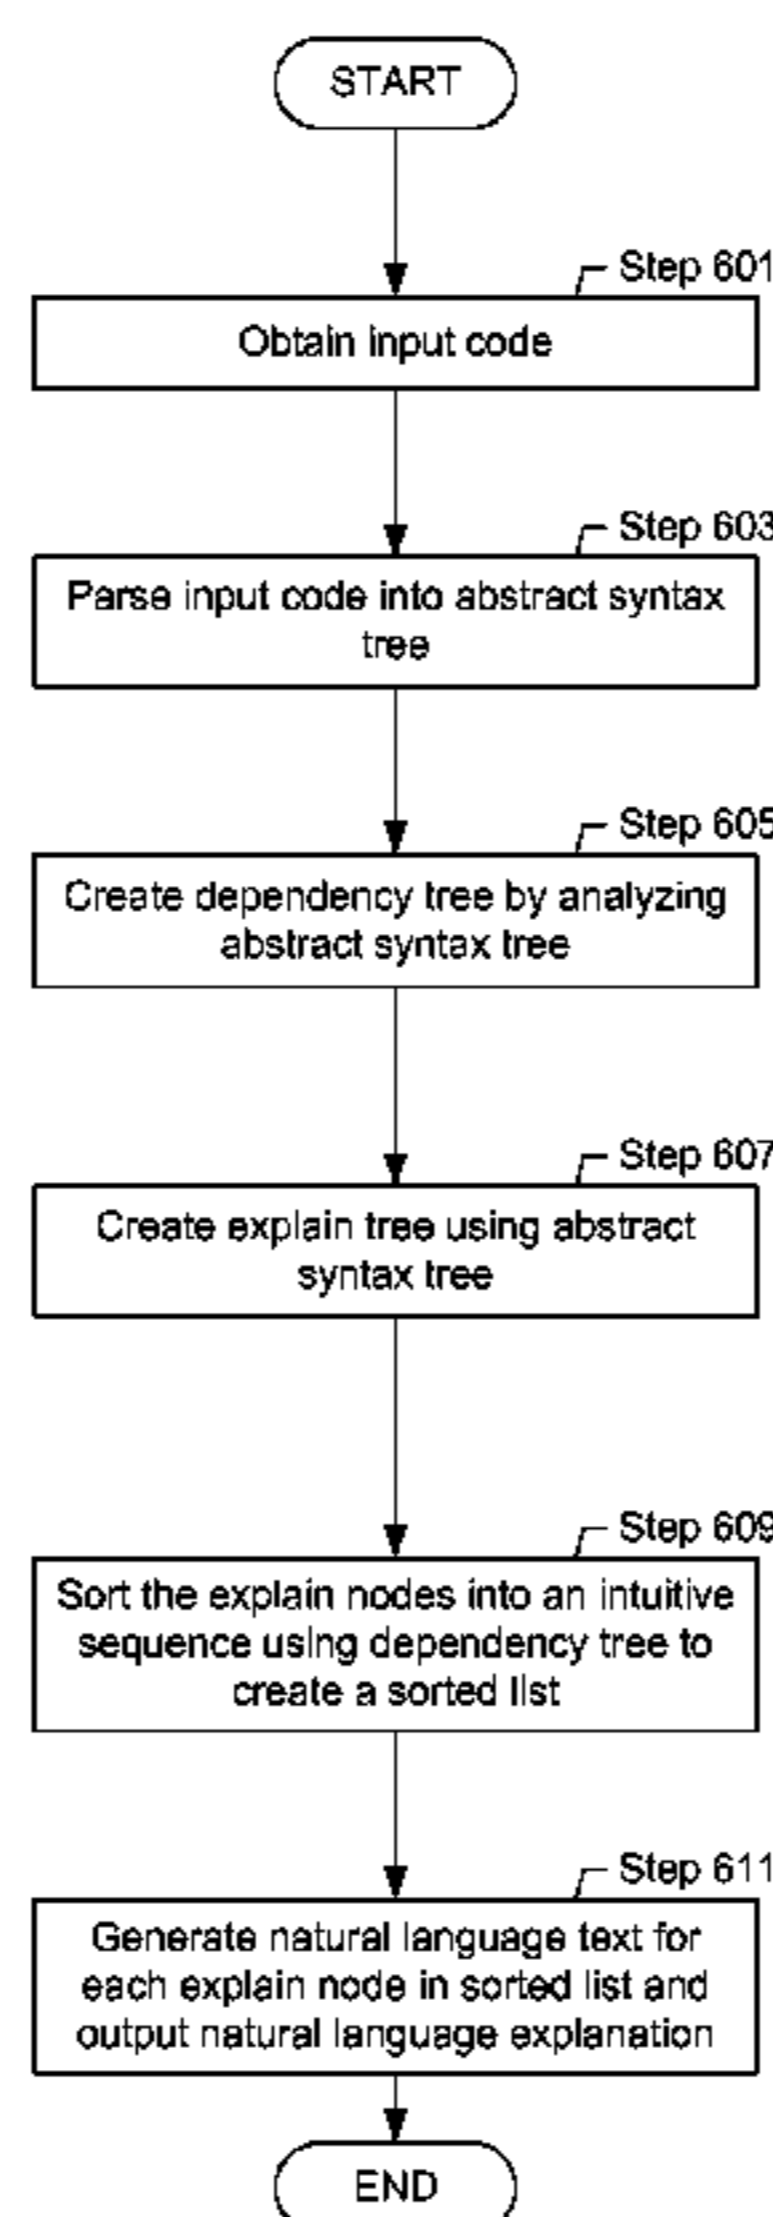 START
Step 601
Obtain input code
Step 603
Parse input code into abstract syntax
tree
Step 605
Create dependency tree by analyzing
abstract syntax tree
Step 607
Create explain tree using abstract
syntax tree
Step 609
Sort the explain nodes into an intuitive
sequence using dependency tree to
create a sorted list
Step 611
Generate natural language text for
each explain node in sorted list and
output natural language explanation
END